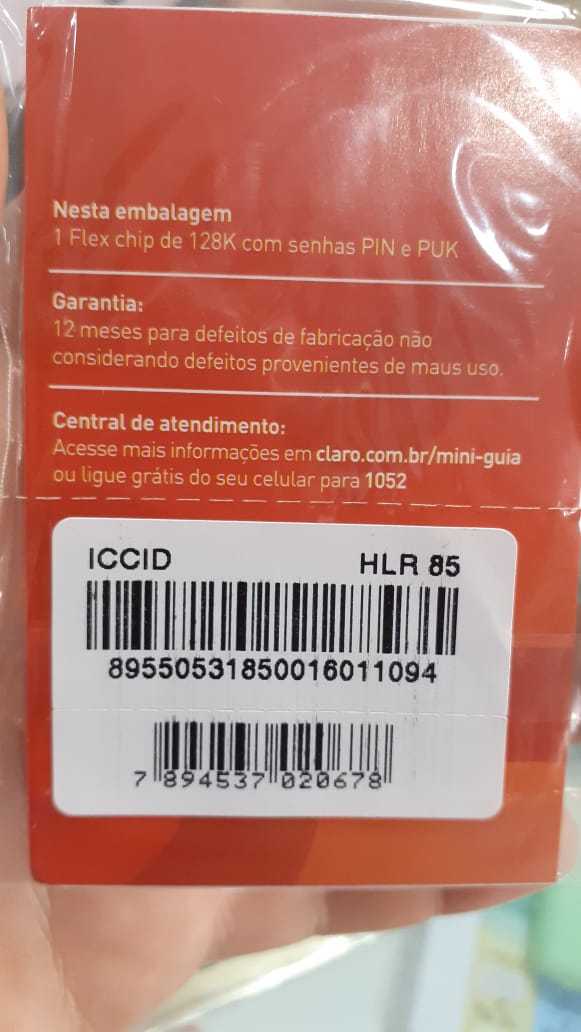 Nesta embalagem
1 Flex chip de 128K com senhas PIN e PUK
Garantia:
12 meses para defeitos de fabricação não
considerando defeitos provenientes de maus uso.
Central de atendimento:
Acesse mais informações em claro.com.br/mini-guia
ou ligue grátis do seu celular para 1052
ICCID HLR 85
89550531850016011094
7 894537 020678